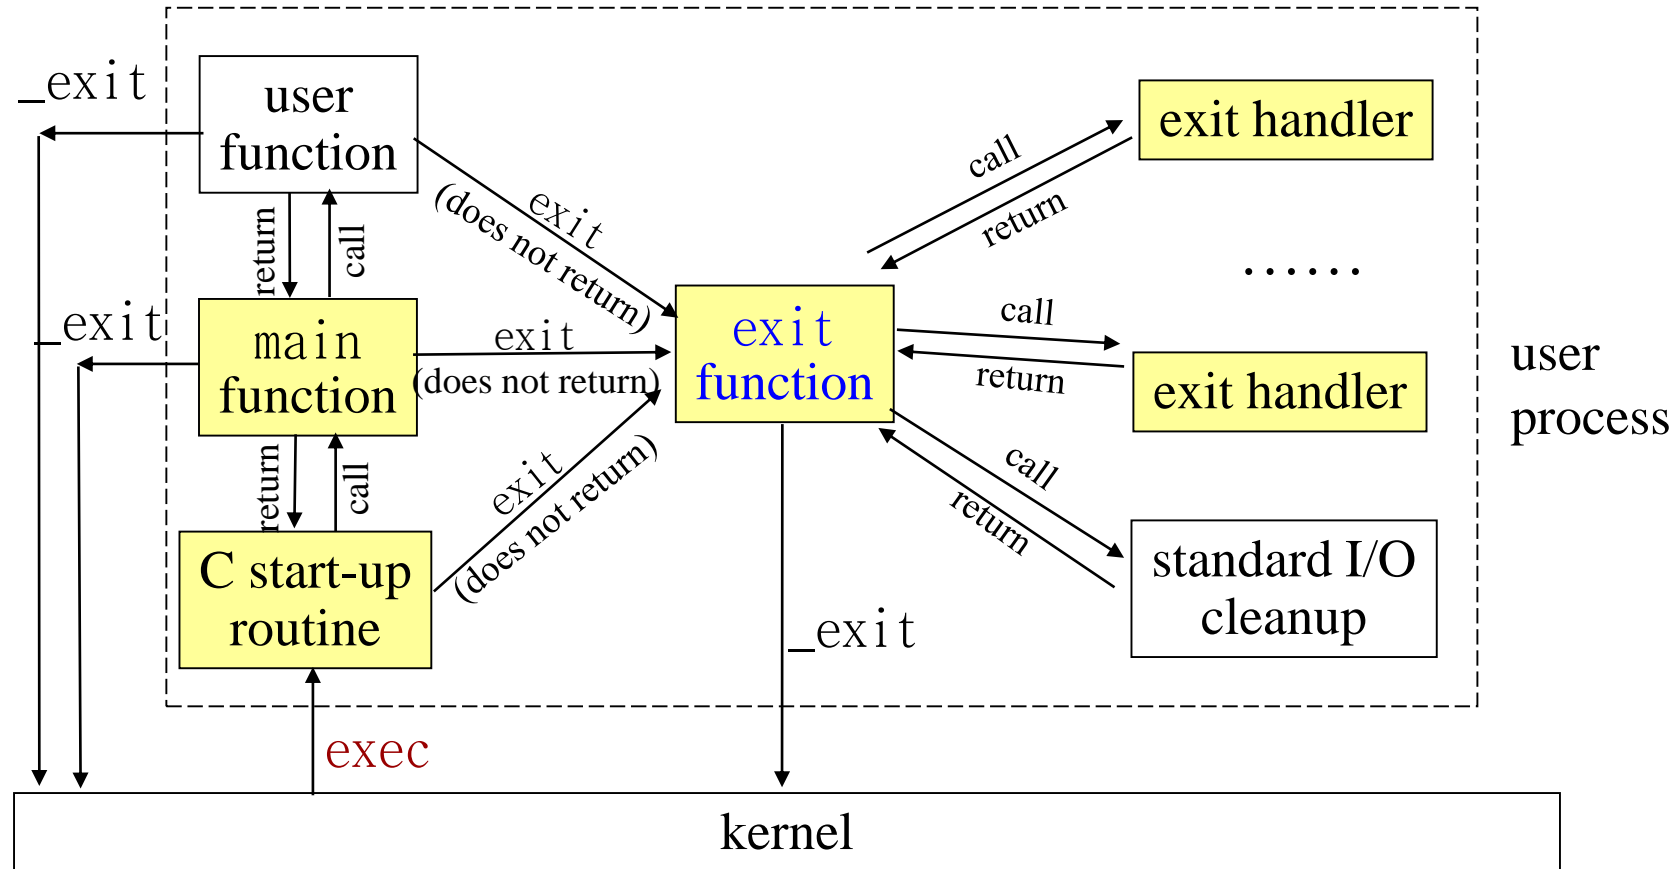 _exit
user
function
exit
(does not return)
call
return
exit handler
……
return
call
_exit
main
function
exit
(does not return)
exit
function
call
return
exit handler
user
process
return
call
exit
(does not return)
call
return
C start-up
routine
standard I/O
cleanup
_exit
exec
kernel